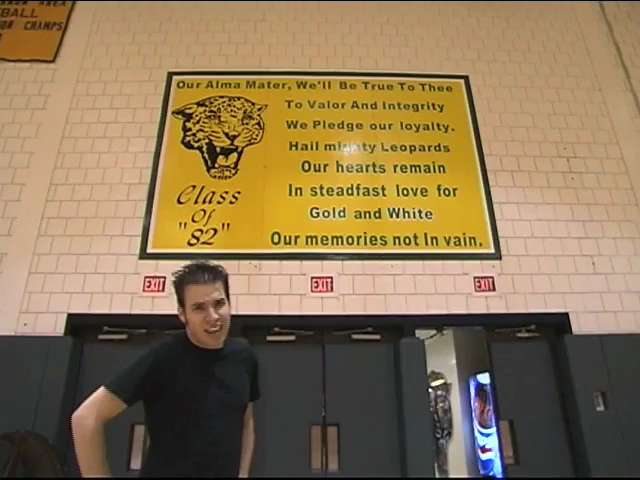 BALL
CHAMPS
Our Alma Mater, We'll Be True To Thee
To Valor And Integrity
We Pledge our loyalty.
Hail mighty Leopards
Our hearts remain
In steadfast love for
Gold and White
Our memories not In vain.
Class
Of
"82"
EXIT
EXIT
EXIT